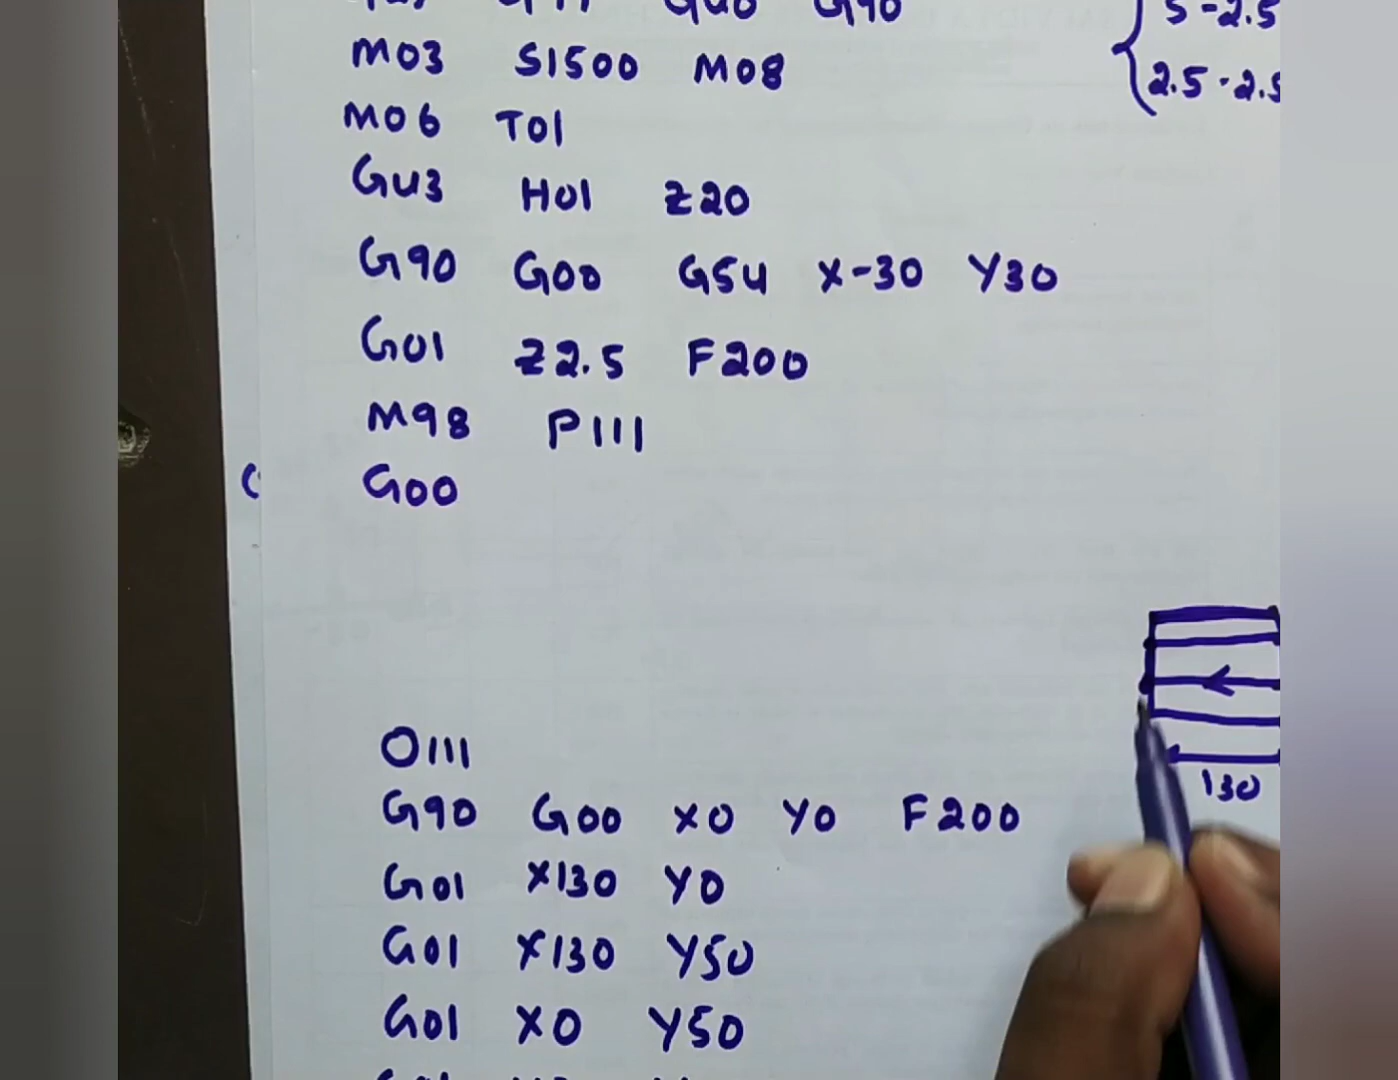 G40 G90
M03 S1500 M08
M06 T01
G43 H01 Z20
G90 G00 G54 X-30 Y30
G01 Z2.5 F200
M98 P111
G00
O111
G90 G00 X0 Y0 F200
G01 X130 Y0
G01 X130 Y50
G01 X0 Y50
5-2.5
2.5-2.5
130